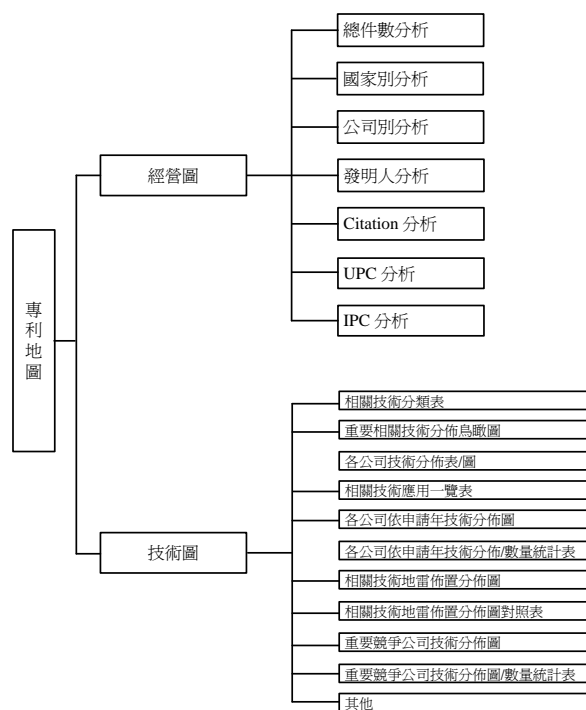 專利地圖
經營圖
總件數分析
國家別分析
公司別分析
發明人分析
Citation 分析
UPC 分析
IPC 分析
技術圖
相關技術分類表
重要相關技術分佈鳥瞰圖
各公司技術分佈表/圖
相關技術應用一覽表
各公司依申請年技術分佈圖
各公司依申請年技術分佈/數量統計表
相關技術地雷佈置分佈圖
相關技術地雷佈置分佈圖對照表
重要競爭公司技術分佈圖
重要競爭公司技術分佈圖/數量統計表
其他